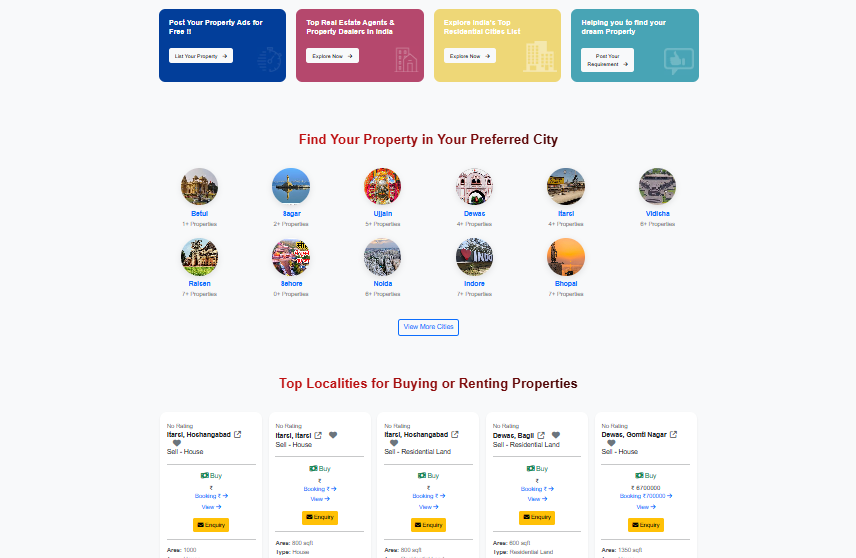 Post Your Property Ads for
Free !!
List Your Property
Top Real Estate Agents &
Property Dealers in India
Explore Now
Explore India's Top
Residential Cities List
Explore Now
Helping you to find your
dream Property
Post Your
Requirement
Find Your Property in Your Preferred City
Betul
1+ Properties
Sagar
2+ Properties
Ujjain
5+ Properties
Dewas
4+ Properties
Itarsi
4+ Properties
Vidisha
6+ Properties
Raisen
7+ Properties
Sehore
0+ Properties
Noida
6+ Properties
Indore
7+ Properties
Bhopal
7+ Properties
View More Cities
Top Localities for Buying or Renting Properties
No Rating
Itarsi, Hoshangabad
Sell - House
Buy
₹
Booking ₹
View
Enquiry
Area: 1000
No Rating
Itarsi, Itarsi
Sell - House
Buy
₹
Booking ₹
View
Enquiry
Area: 800 sqft
Type: House
No Rating
Itarsi, Hoshangabad
Sell - Residential Land
Buy
₹
Booking ₹
View
Enquiry
Area: 800 sqft
No Rating
Dewas, Bagli
Sell - Residential Land
Buy
₹
Booking ₹
View
Enquiry
Area: 600 sqft
Type: Residential Land
No Rating
Dewas, Gomti Nagar
Sell - House
Buy
₹ 6700000
Booking ₹700000
View
Enquiry
Area: 1350 sqft